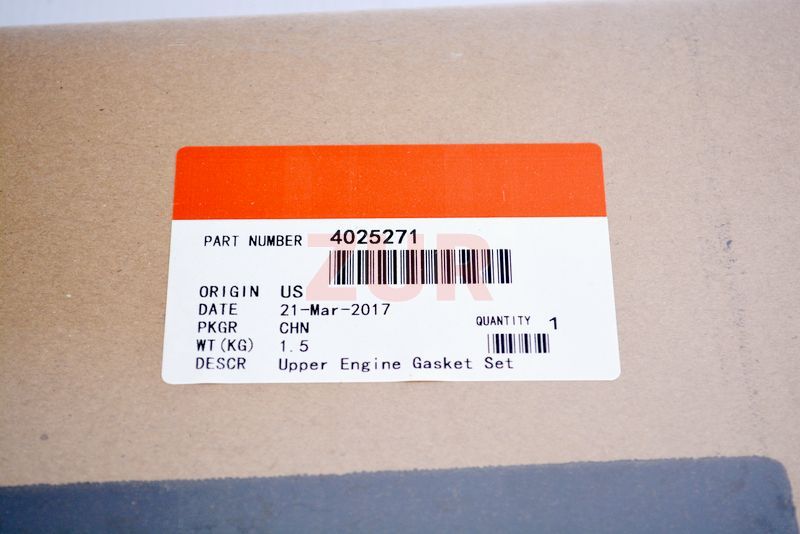 PART NUMBER 4025271
ZUR
ORIGIN US
DATE 21-Mar-2017
PKGR CHN
QUANTITY 1
WT(KG) 1.5
DESCR Upper Engine Gasket Set